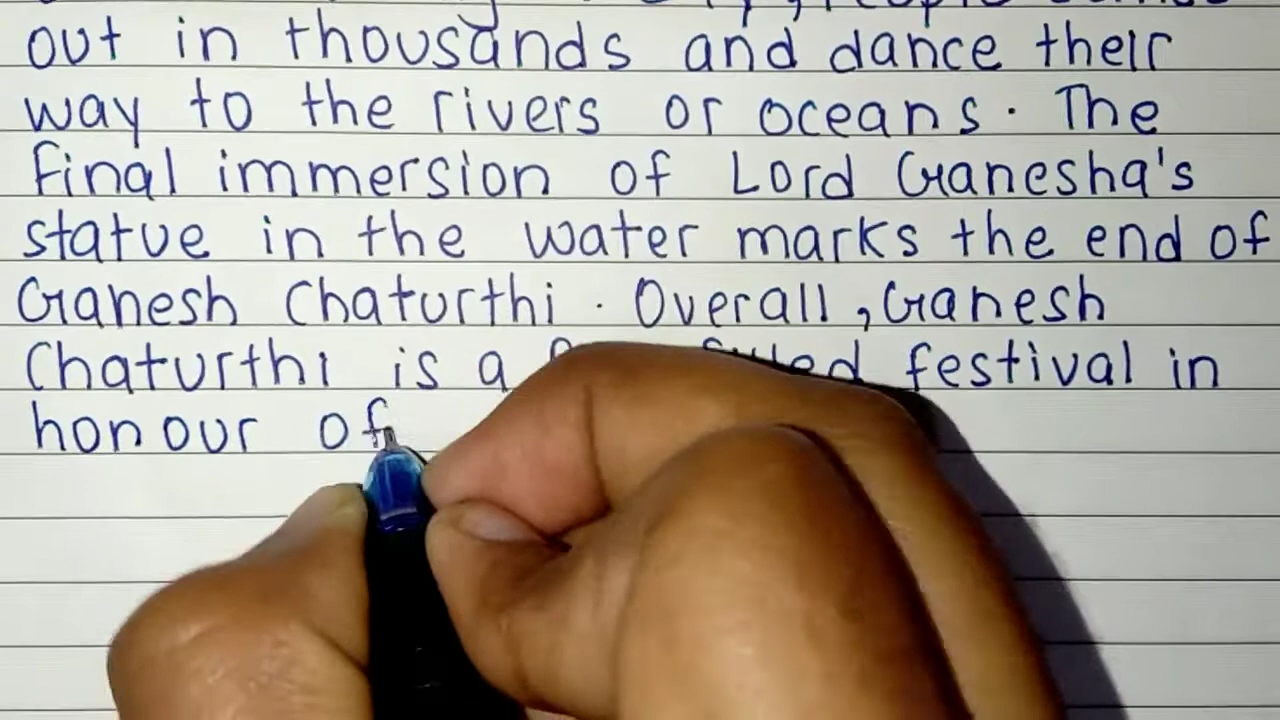 out in thousands and dance their
way to the rivers or oceans. The
final immersion of Lord Ganesha's
statue in the water marks the end of
Ganesh Chaturthi. Overall, Ganesh
Chaturthi is a festival in
honour of